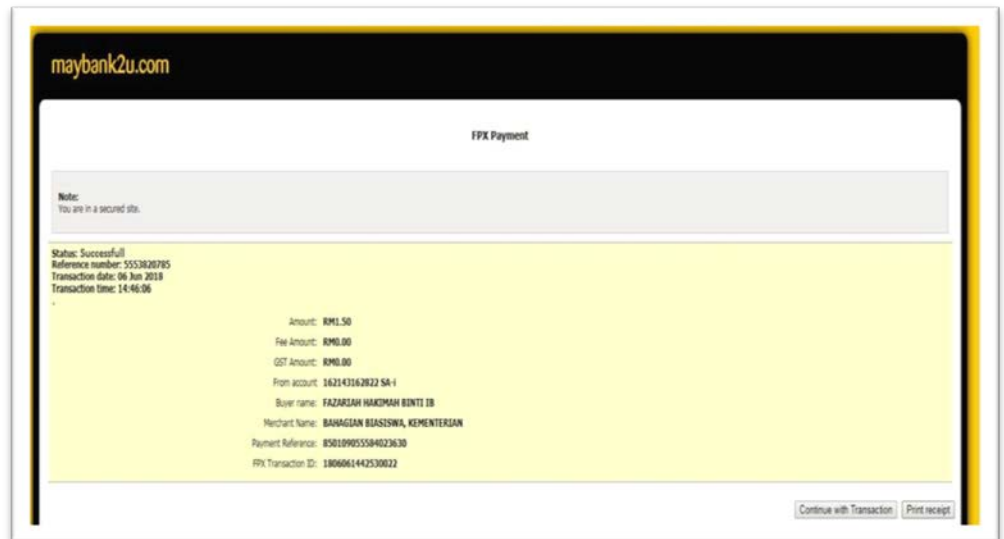 maybank2u.com
FPX Payment
Note:
You are in a secured site.
Status: Successfull
Reference number: 5553820785
Transaction date: 06 Jun 2018
Transaction time: 14:46:06
-
Amount: RM1.50
Fee Amount: RM0.00
GST Amount: RM0.00
From account 162143162822 SA-i
Buyer name: FAZARIAH HAKIMAH BINTI IB
Merchant Name: BAHAGIAN BIASISWA, KEMENTERIAN
Payment Reference: 850109055584023630
FPX Transaction ID: 1806061442530022
Continue with Transaction Print receipt